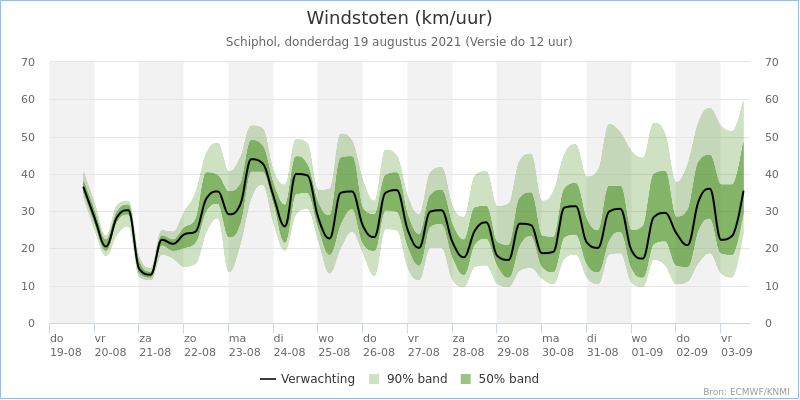 Windstoten (km/uur)
Schiphol, donderdag 19 augustus 2021 (Versie do 12 uur)
70 70
60 60
50 50
40 40
30 30
20 20
10 10
0 0
do vr za zo ma di wo do vr za zo ma di wo do vr
19-08 20-08 21-08 22-08 23-08 24-08 25-08 26-08 27-08 28-08 29-08 30-08 31-08 01-09 02-09 03-09
Verwachting 90% band 50% band
Bron: ECMWF/KNMI